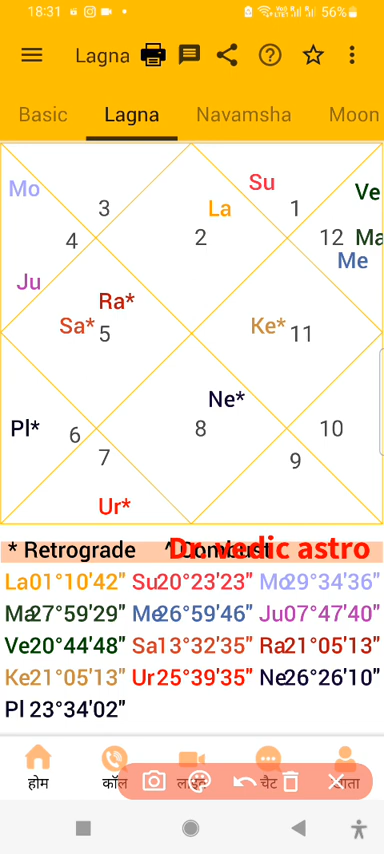 18:31 56%
Lagna
Basic Lagna Navamsha Moon
Mo Su Ve
3 La 1
4 2 12 Ma
Me
Ju
Ra*
Sa* 5 Ke* 11
Ne*
Pl* 6 8 10
7 9
Ur*
* Retrograde ^ Combust
Dr. vedic astro
La01°10'42" Su20°23'23" Mo29°34'36"
Ma27°59'29" Me26°59'46" Ju07°47'40"
Ve20°44'48" Sa13°32'35" Ra21°05'13"
Ke21°05'13" Ur25°39'35" Ne26°26'10"
Pl 23°34'02"
होम कॉल लाइव चैट खाता